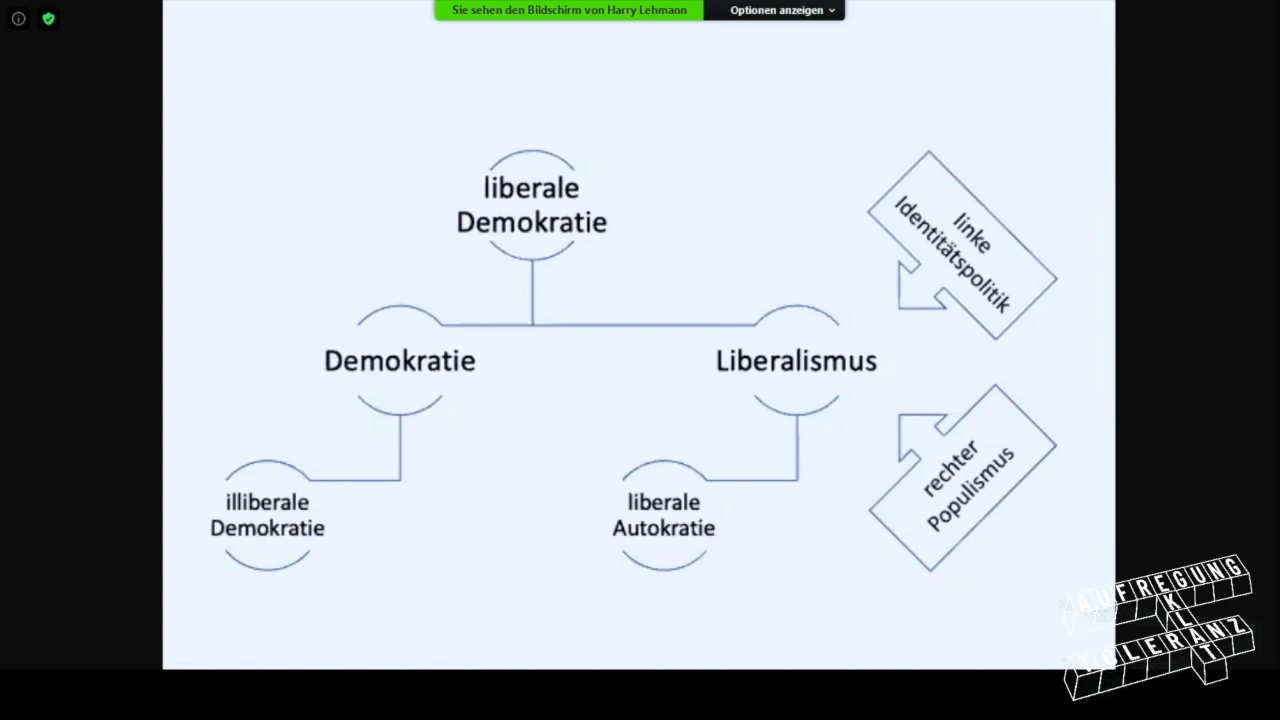 Sie sehen den Bildschirm von Harry Lehmann
Optionen anzeigen
liberale
Demokratie
linke
Identitätspolitik
Demokratie
Liberalismus
rechter
Populismus
illiberale
Demokratie
liberale
Autokratie
AUFREGUNG
EKLAT
TOLERANZ